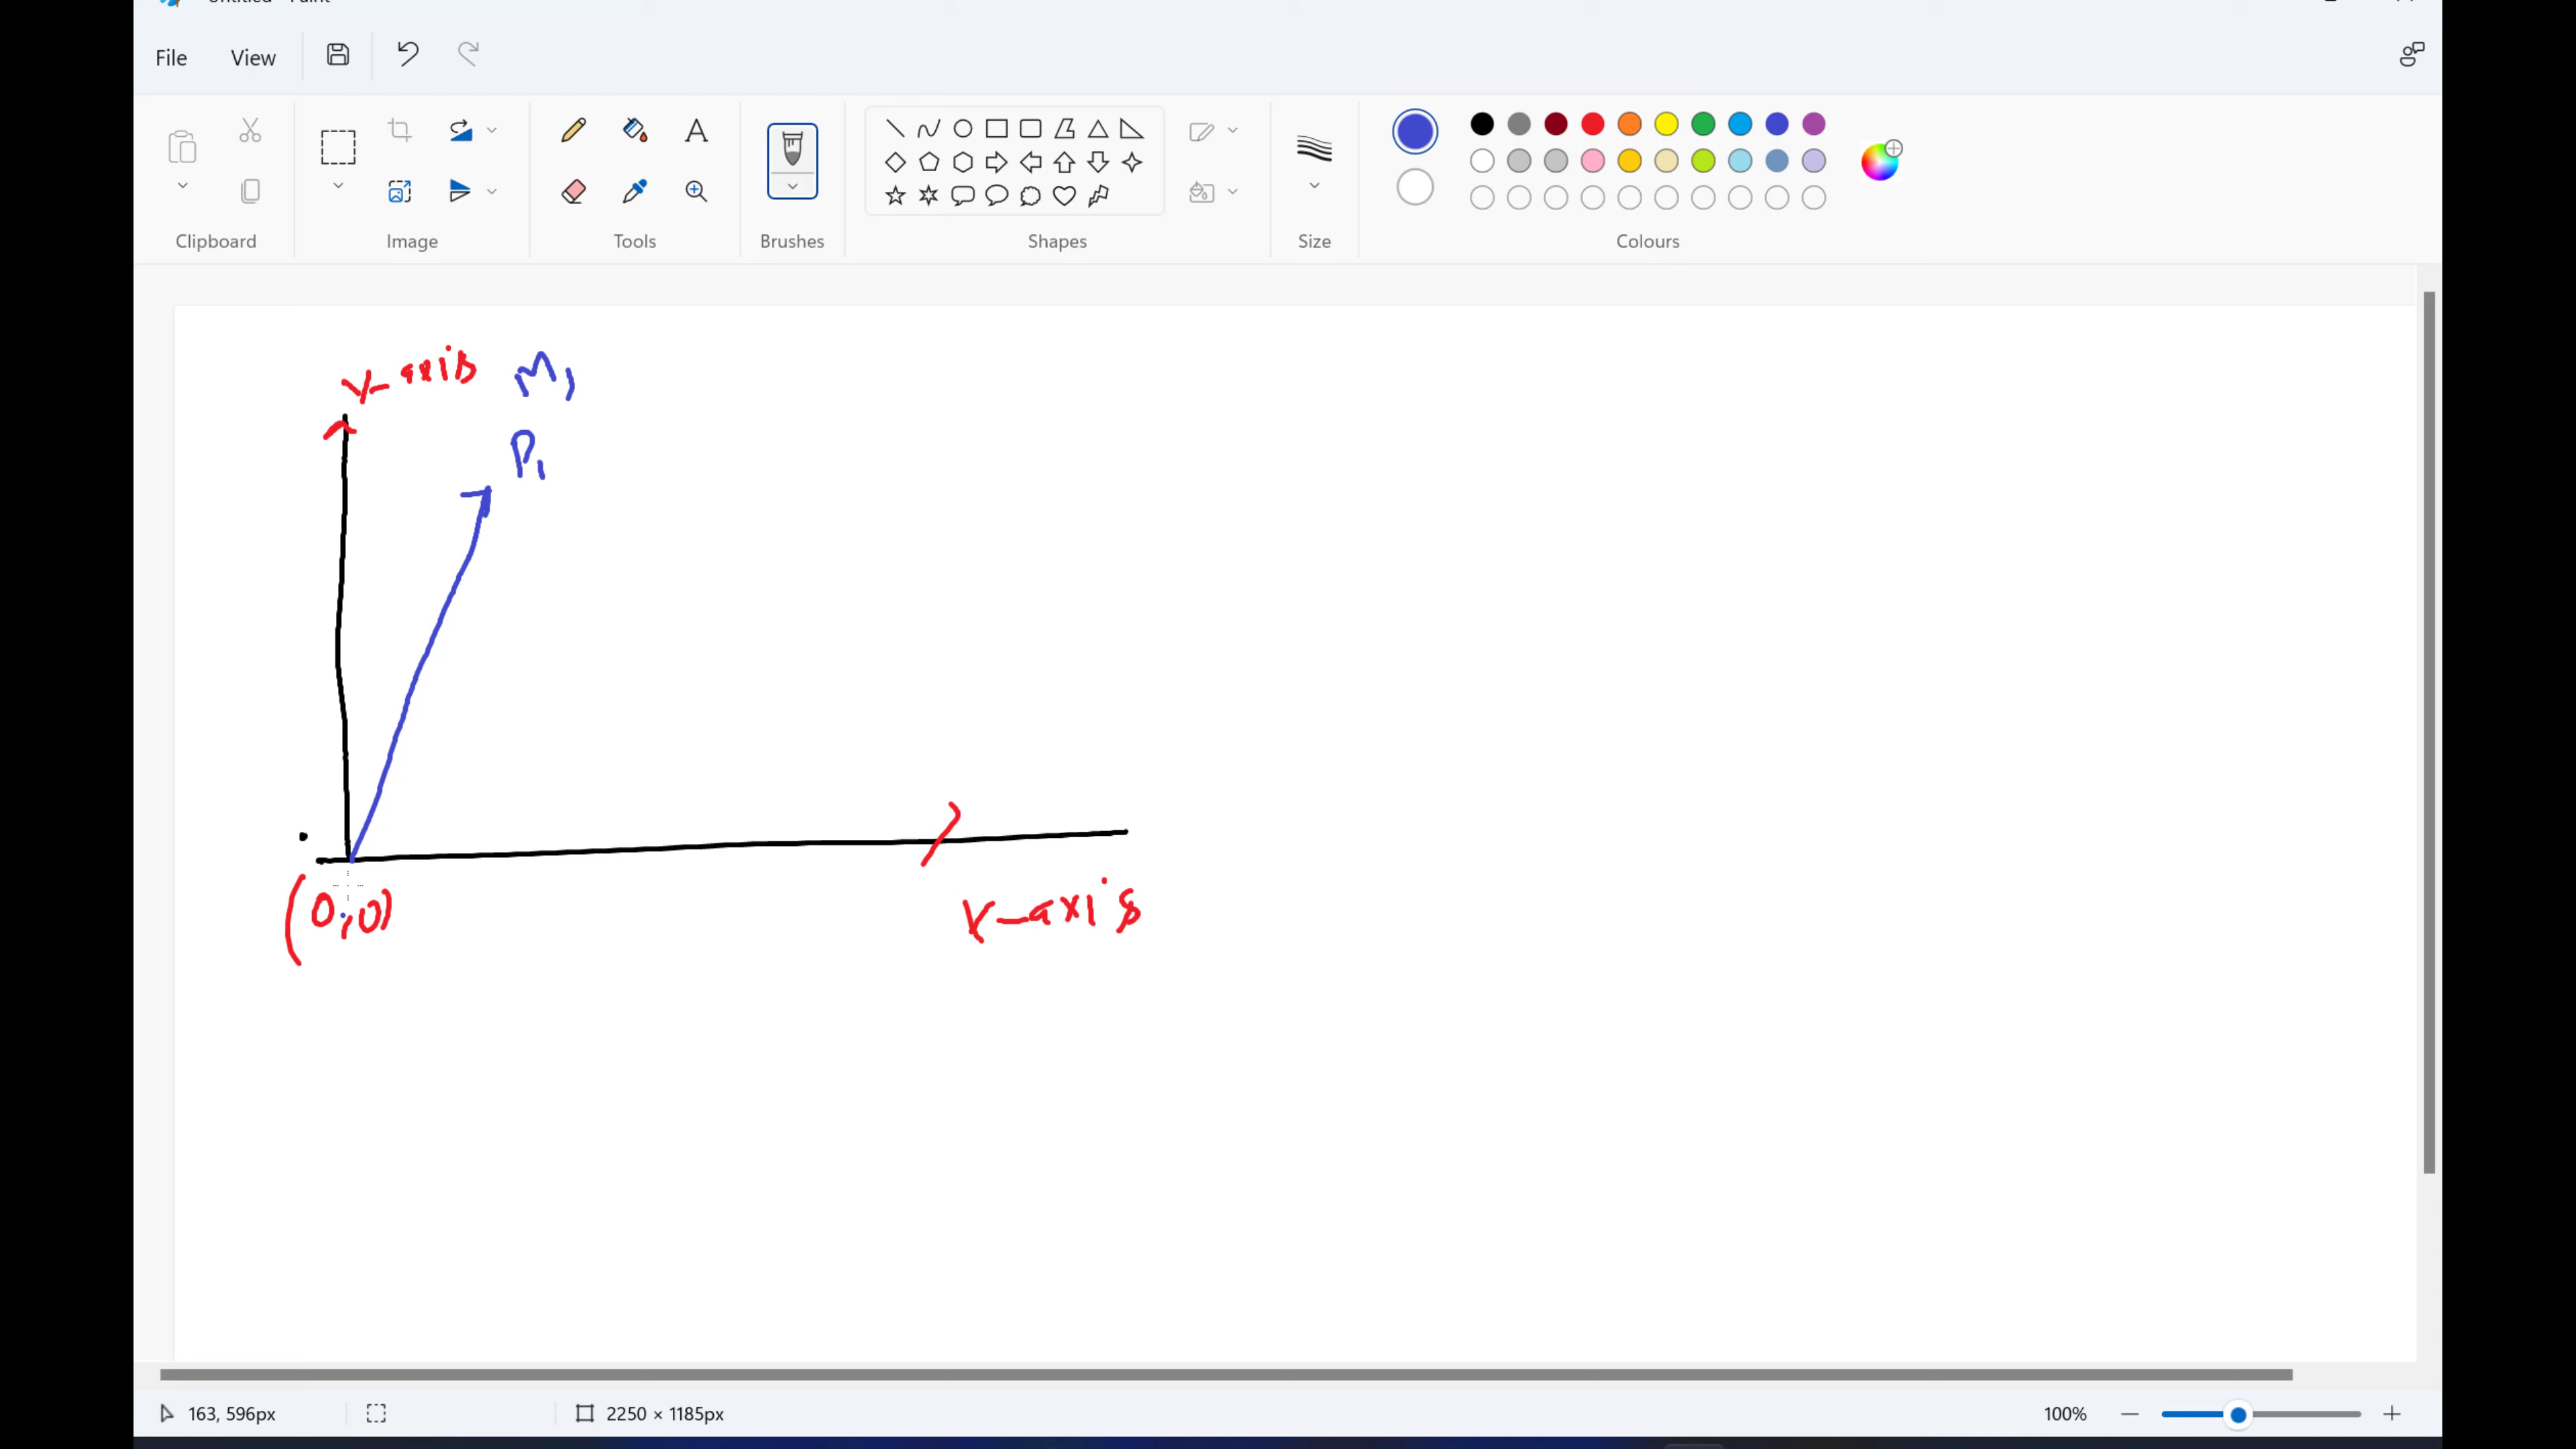 File View
Clipboard Image Tools Brushes Shapes Size Colours
Y-axis M1
P1
(0,0)
X-axis
163, 596px 2250 × 1185px 100%